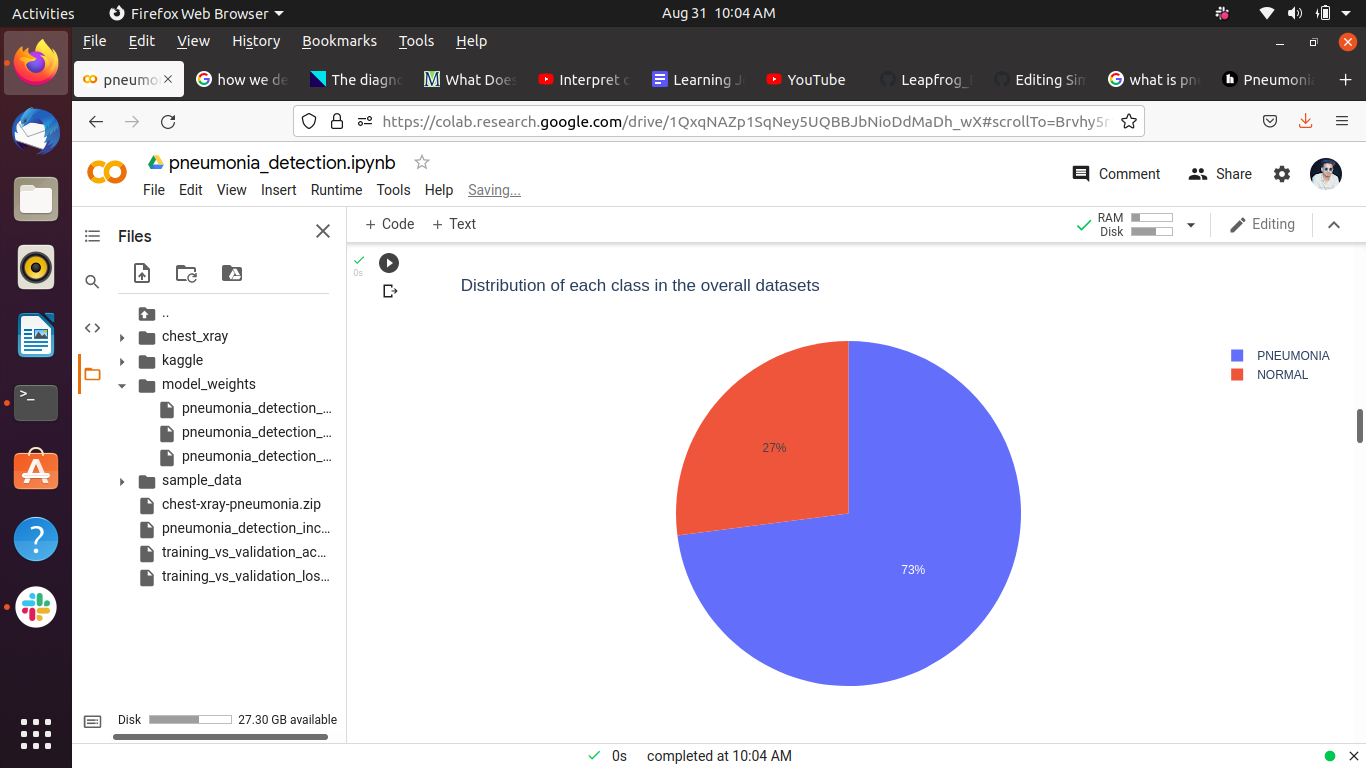 Activities Firefox Web Browser Aug 31 10:04 AM
File Edit View History Bookmarks Tools Help
pneumo how we de The diagno What Does Interpret c Learning J YouTube Leapfrog_ Editing Sim what is pn Pneumonia
https://colab.research.google.com/drive/1QxqNAZp1SqNey5UQBBJbNioDdMaDh_wX#scrollTo=Brvhy5r
pneumonia_detection.ipynb
File Edit View Insert Runtime Tools Help Saving...
Comment Share
Files
+ Code + Text
RAM
Disk
Editing
..
chest_xray
kaggle
model_weights
pneumonia_detection_...
pneumonia_detection_...
pneumonia_detection_...
sample_data
chest-xray-pneumonia.zip
pneumonia_detection_inc...
training_vs_validation_ac...
training_vs_validation_los...
Disk 27.30 GB available
0s
Distribution of each class in the overall datasets
PNEUMONIA
NORMAL
27%
73%
0s completed at 10:04 AM